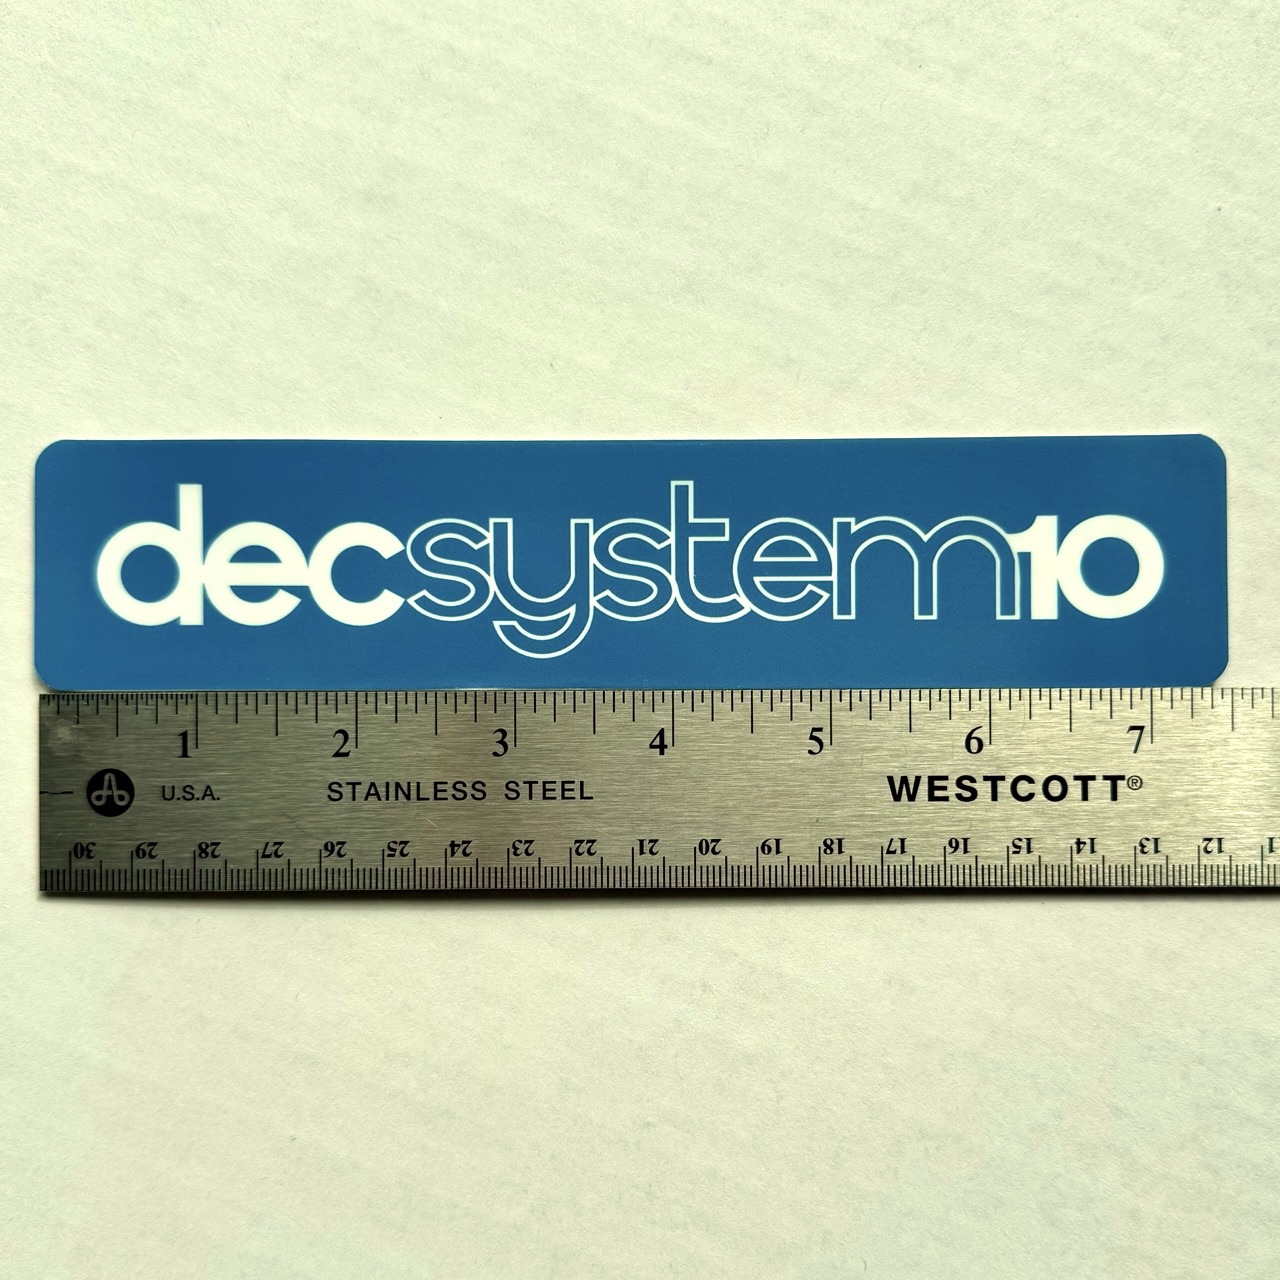 decsystem10
1 2 3 4 5 6 7
U.S.A. STAINLESS STEEL WESTCOTT®
30 29 28 27 26 25 24 23 22 21 20 19 18 17 16 15 14 13 12